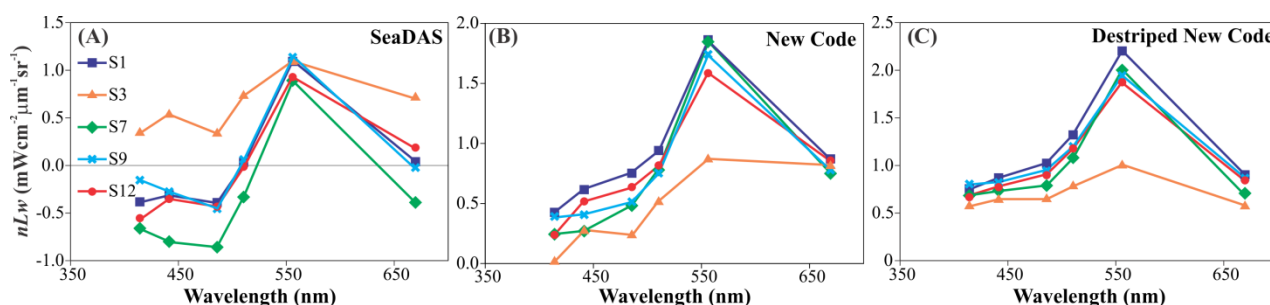 nLw (mWcm⁻²μm⁻¹sr⁻¹)
(A)
SeaDAS
S1
S3
S7
S9
S12
1.5
1.0
0.5
0.0
-0.5
-1.0
350
450
550
650
Wavelength (nm)
(B)
New Code
2.0
1.5
1.0
0.5
0.0
350
450
550
650
Wavelength (nm)
(C)
Destriped New Code
2.5
2.0
1.5
1.0
0.5
0
350
450
550
650
Wavelength (nm)